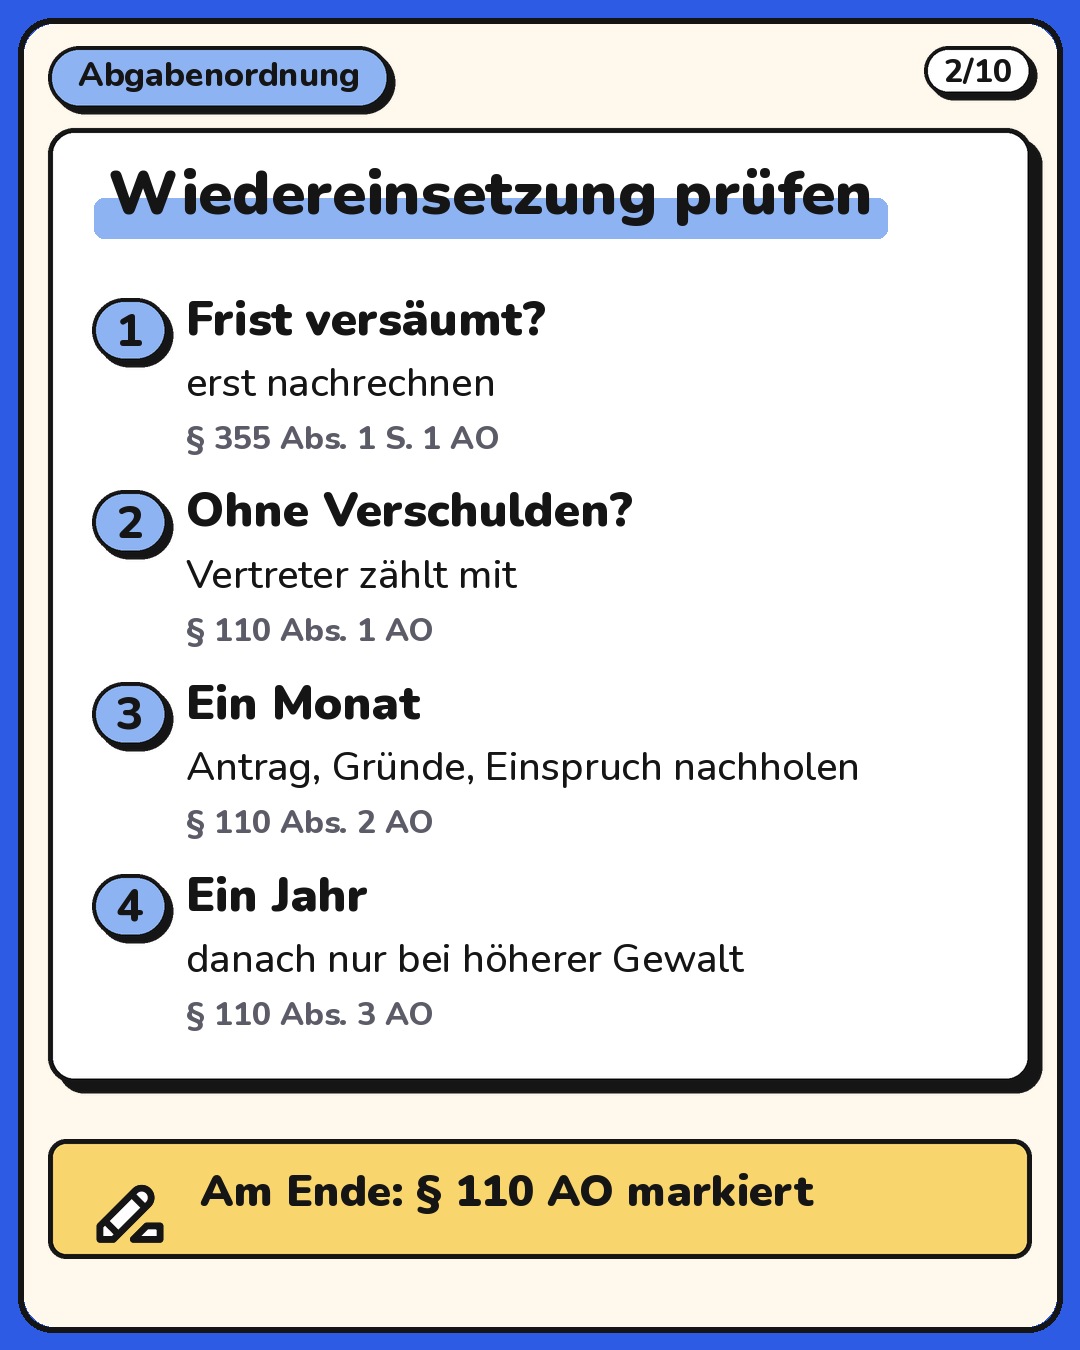 Abgabenordnung
2/10
Wiedereinsetzung prüfen
1 Frist versäumt?
erst nachrechnen
§ 355 Abs. 1 S. 1 AO
2 Ohne Verschulden?
Vertreter zählt mit
§ 110 Abs. 1 AO
3 Ein Monat
Antrag, Gründe, Einspruch nachholen
§ 110 Abs. 2 AO
4 Ein Jahr
danach nur bei höherer Gewalt
§ 110 Abs. 3 AO
Am Ende: § 110 AO markiert